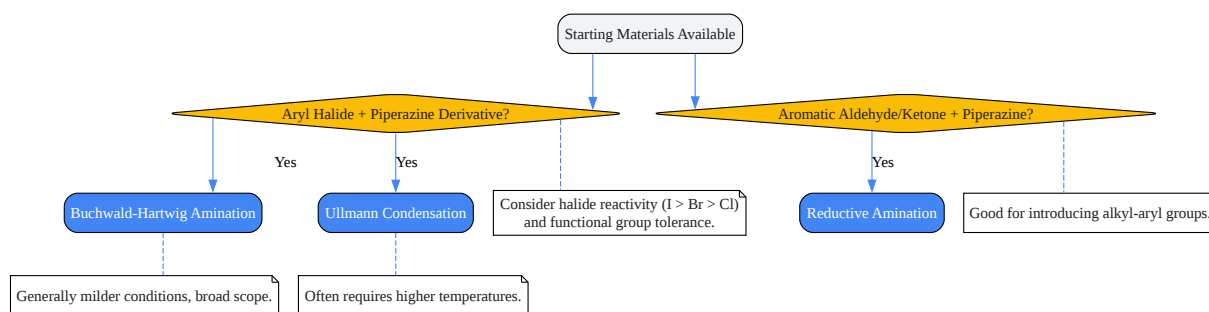 Starting Materials Available
Aryl Halide + Piperazine Derivative?
Aromatic Aldehyde/Ketone + Piperazine?
Yes
Yes
Yes
Buchwald-Hartwig Amination
Ullmann Condensation
Consider halide reactivity (I > Br > Cl)
and functional group tolerance.
Reductive Amination
Good for introducing alkyl-aryl groups.
Generally milder conditions, broad scope.
Often requires higher temperatures.